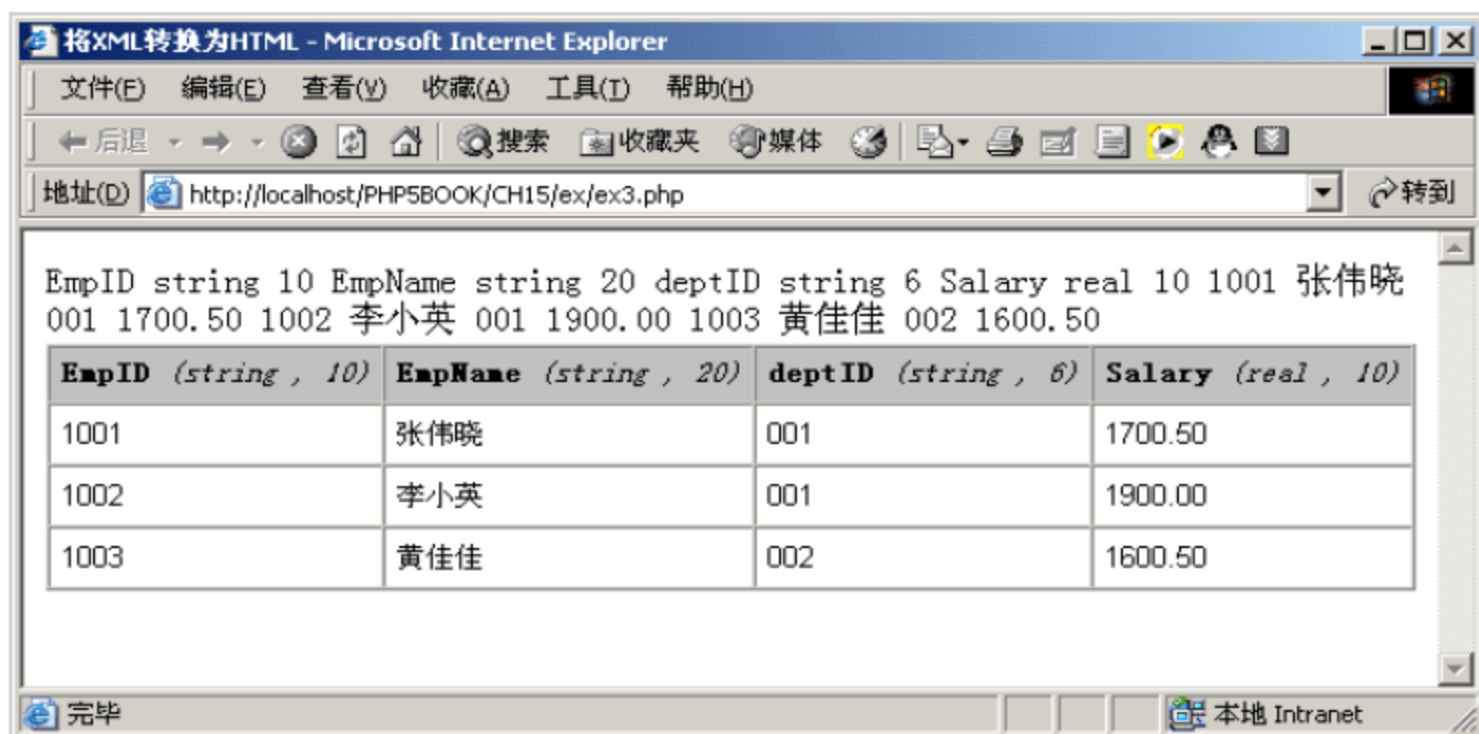 将XML转换为HTML - Microsoft Internet Explorer
文件(F) 编辑(E) 查看(V) 收藏(A) 工具(T) 帮助(H)
后退 搜索 收藏夹 媒体
地址(D) http://localhost/PHP5BOOK/CH15/ex/ex3.php 转到
EmpID string 10 EmpName string 20 deptID string 6 Salary real 10 1001 张伟晓
001 1700.50 1002 李小英 001 1900.00 1003 黄佳佳 002 1600.50
EmpID (string , 10) EmpName (string , 20) deptID (string , 6) Salary (real , 10)
1001 张伟晓 001 1700.50
1002 李小英 001 1900.00
1003 黄佳佳 002 1600.50
完毕 本地 Intranet